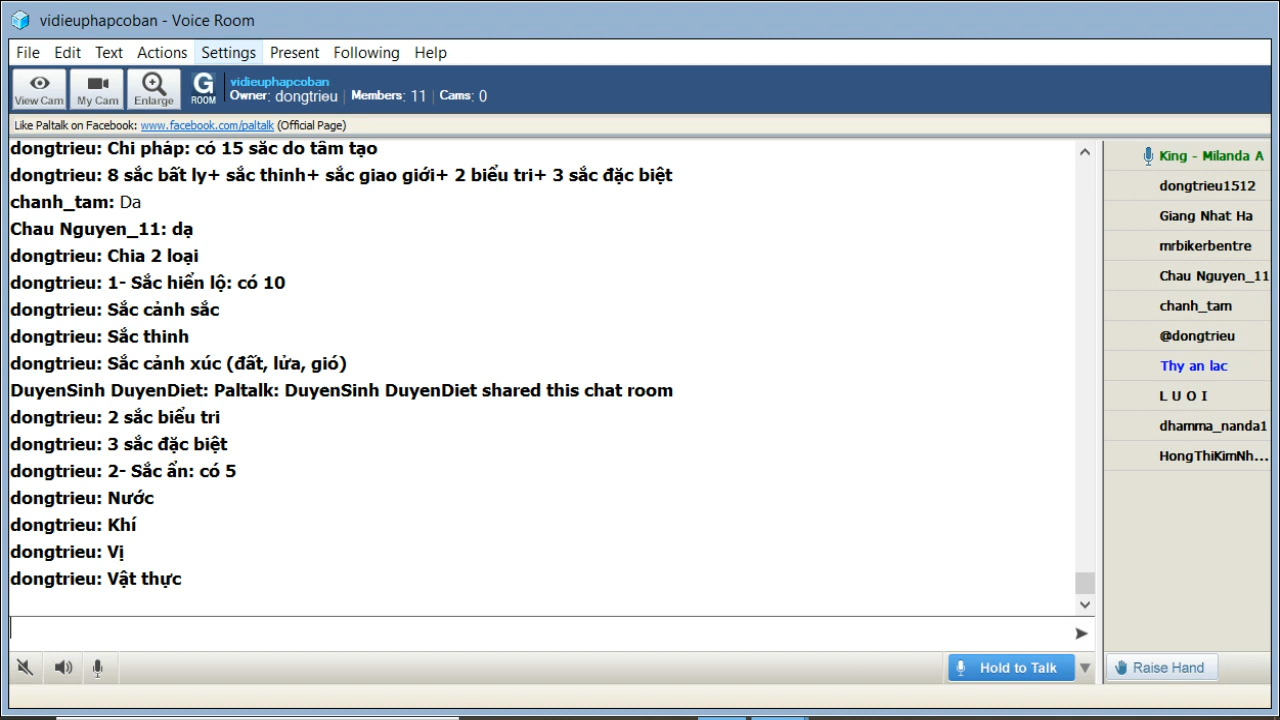 vidieuphapcoban - Voice Room
File Edit Text Actions Settings Present Following Help
View Cam My Cam Enlarge G ROOM
vidieuphapcoban
Owner: dongtrieu | Members: 11 | Cams: 0
Like Paltalk on Facebook: www.facebook.com/paltalk (Official Page)
dongtrieu: Chi pháp: có 15 săc do tâm tạo
dongtrieu: 8 sắc bất ly+ sắc thinh+ sắc giao giới+ 2 biểu tri+ 3 sắc đặc biệt
chanh_tam: Da
Chau Nguyen_11: dạ
dongtrieu: Chia 2 loại
dongtrieu: 1- Sắc hiển lộ: có 10
dongtrieu: Sắc cảnh sắc
dongtrieu: Sắc thinh
dongtrieu: Sắc cảnh xúc (đất, lửa, gió)
DuyenSinh DuyenDiet: Paltalk: DuyenSinh DuyenDiet shared this chat room
dongtrieu: 2 sắc biểu tri
dongtrieu: 3 sắc đặc biệt
dongtrieu: 2- Sắc ẩn: có 5
dongtrieu: Nước
dongtrieu: Khí
dongtrieu: Vị
dongtrieu: Vật thực
King - Milanda A
dongtrieu1512
Giang Nhat Ha
mrbikerbentre
Chau Nguyen_11
chanh_tam
@dongtrieu
Thy an lac
L U O I
dhamma_nanda1
HongThiKimNh...
Hold to Talk
Raise Hand